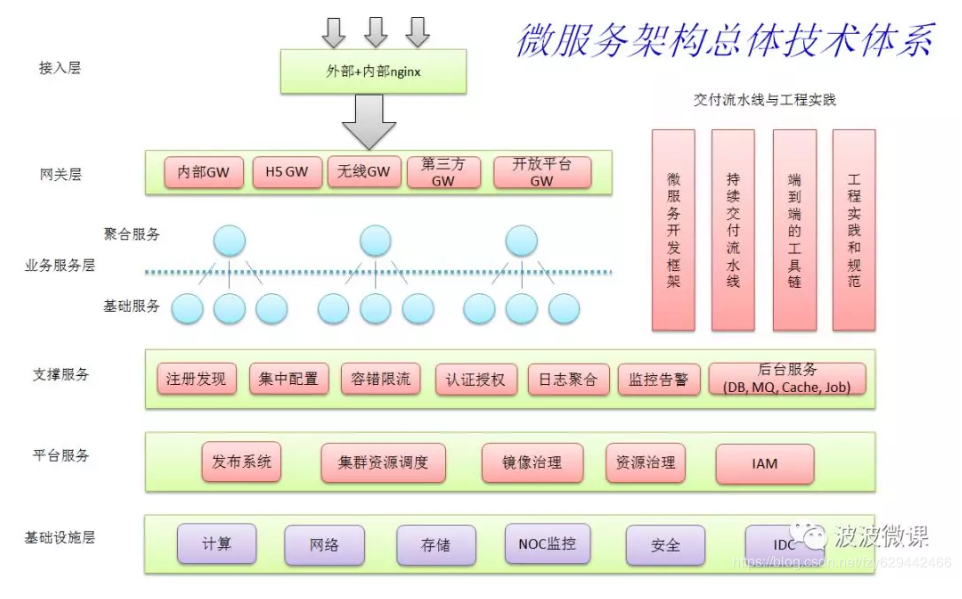 微服务架构总体技术体系
接入层
外部+内部nginx
交付流水线与工程实践
网关层
内部GW
H5 GW
无线GW
第三方
GW
开放平台
GW
微服务开发框架
持续交付流水线
端到端的工具链
工程实践和规范
聚合服务
业务服务层
基础服务
支撑服务
注册发现
集中配置
容错限流
认证授权
日志聚合
监控告警
后台服务
(DB, MQ, Cache, Job)
平台服务
发布系统
集群资源调度
镜像治理
资源治理
IAM
基础设施层
计算
网络
存储
NOC监控
安全
IDC
波波微课
https://blog.csdn.net/fzy629442466